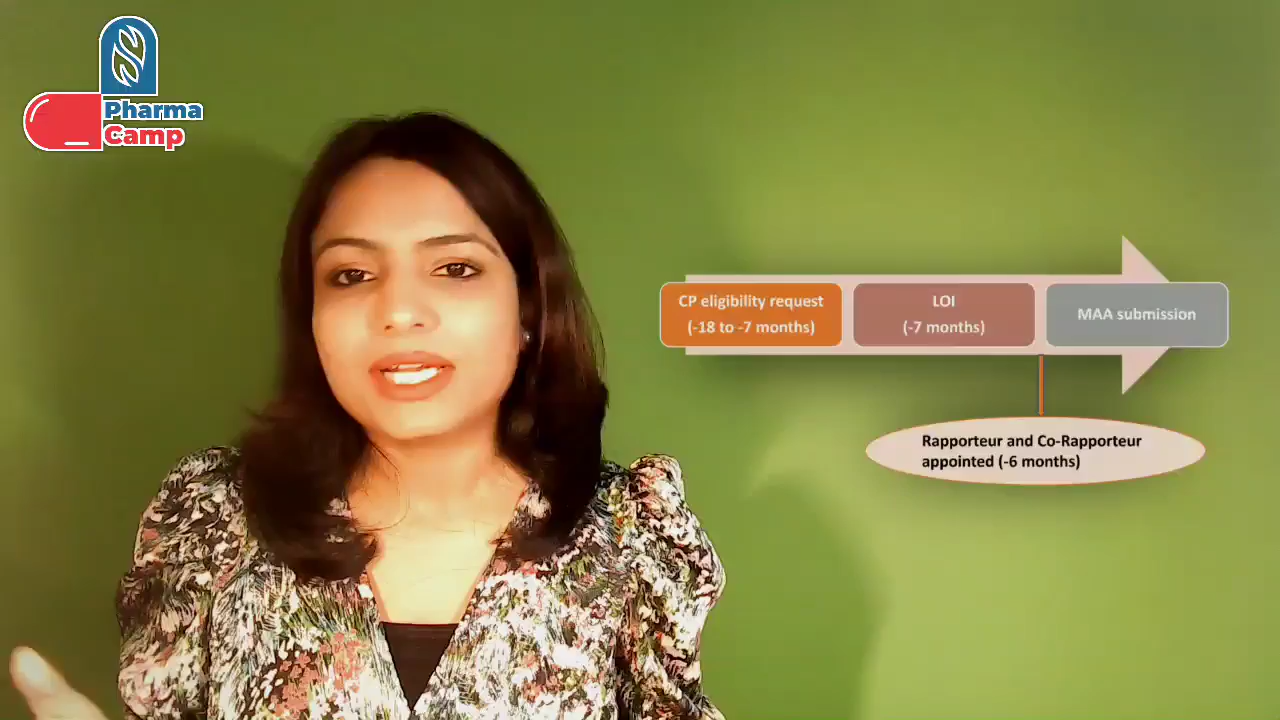 Pharma
Camp
CP eligibility request
(-18 to -7 months)
LOI
(-7 months)
MAA submission
Rapporteur and Co-Rapporteur
appointed (-6 months)